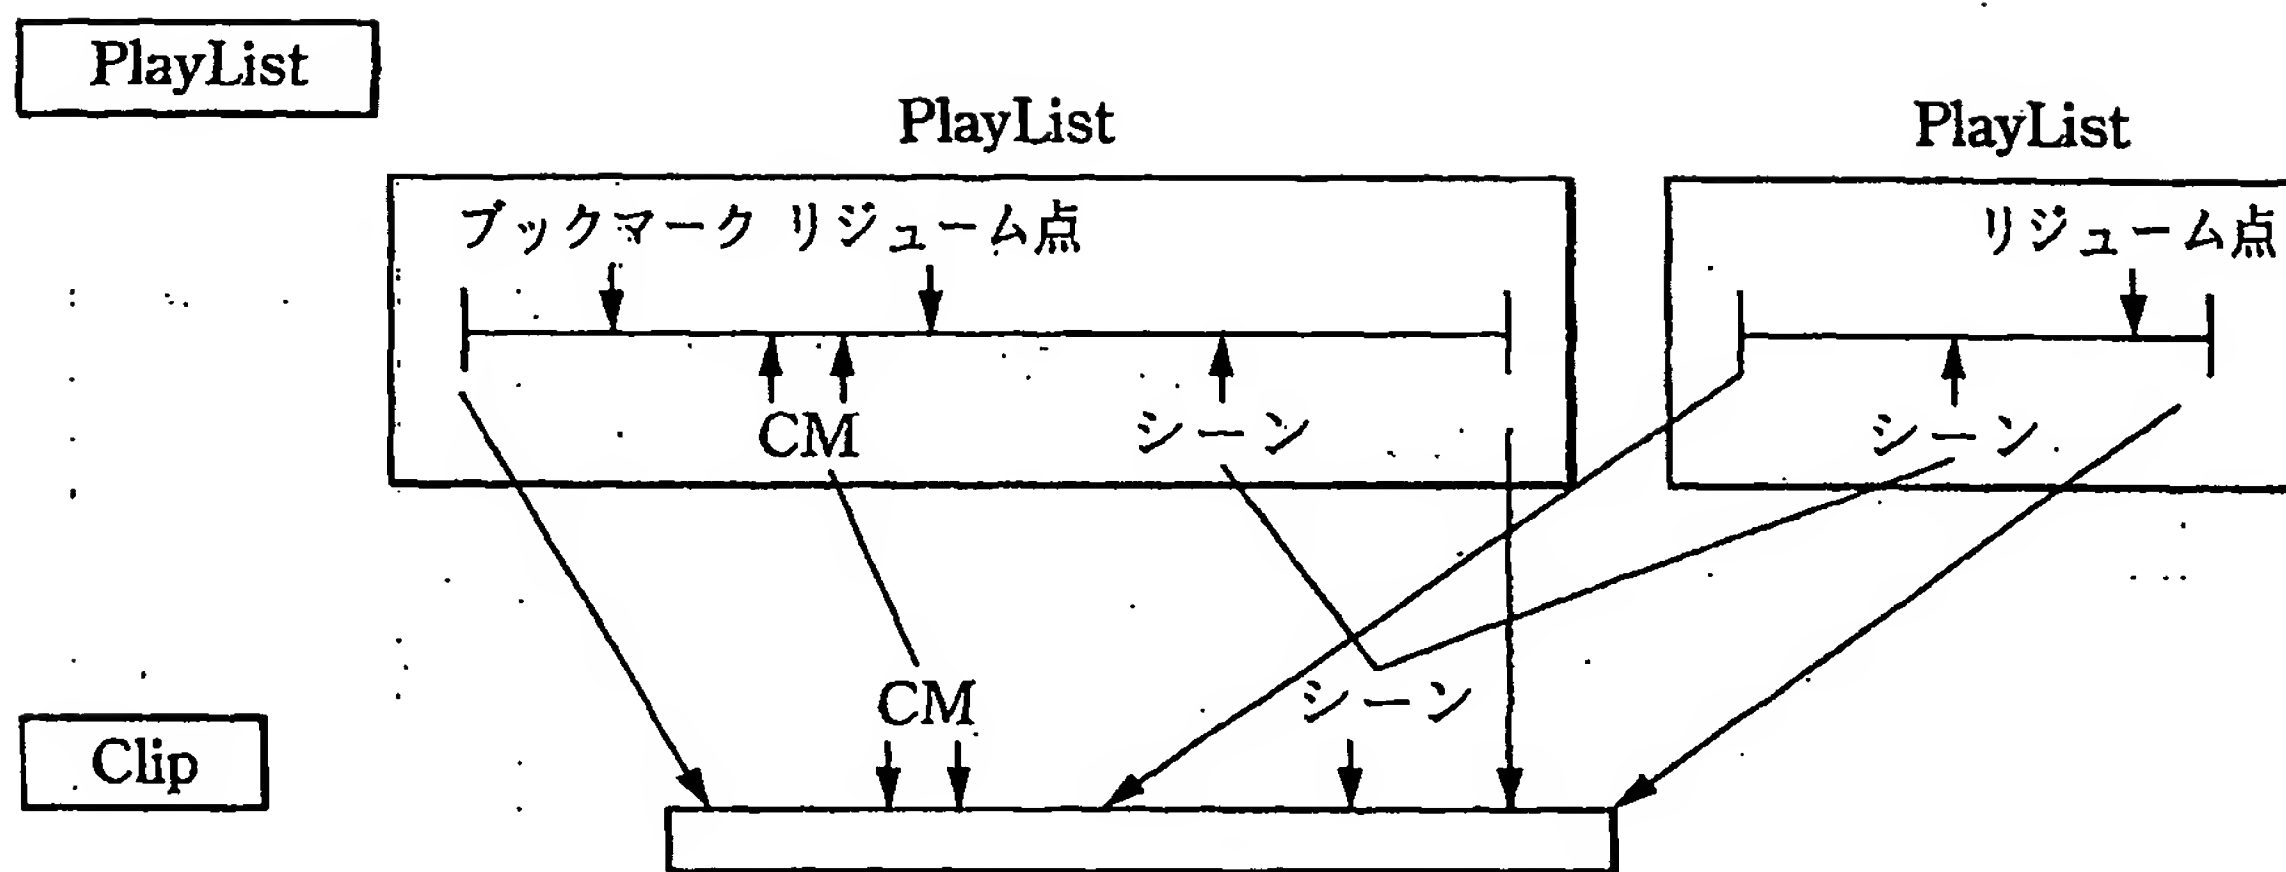 PlayList
PlayList
PlayList
ブックマーク リジューム点
リジューム点
CM
シーン
シーン
CM
シーン
Clip